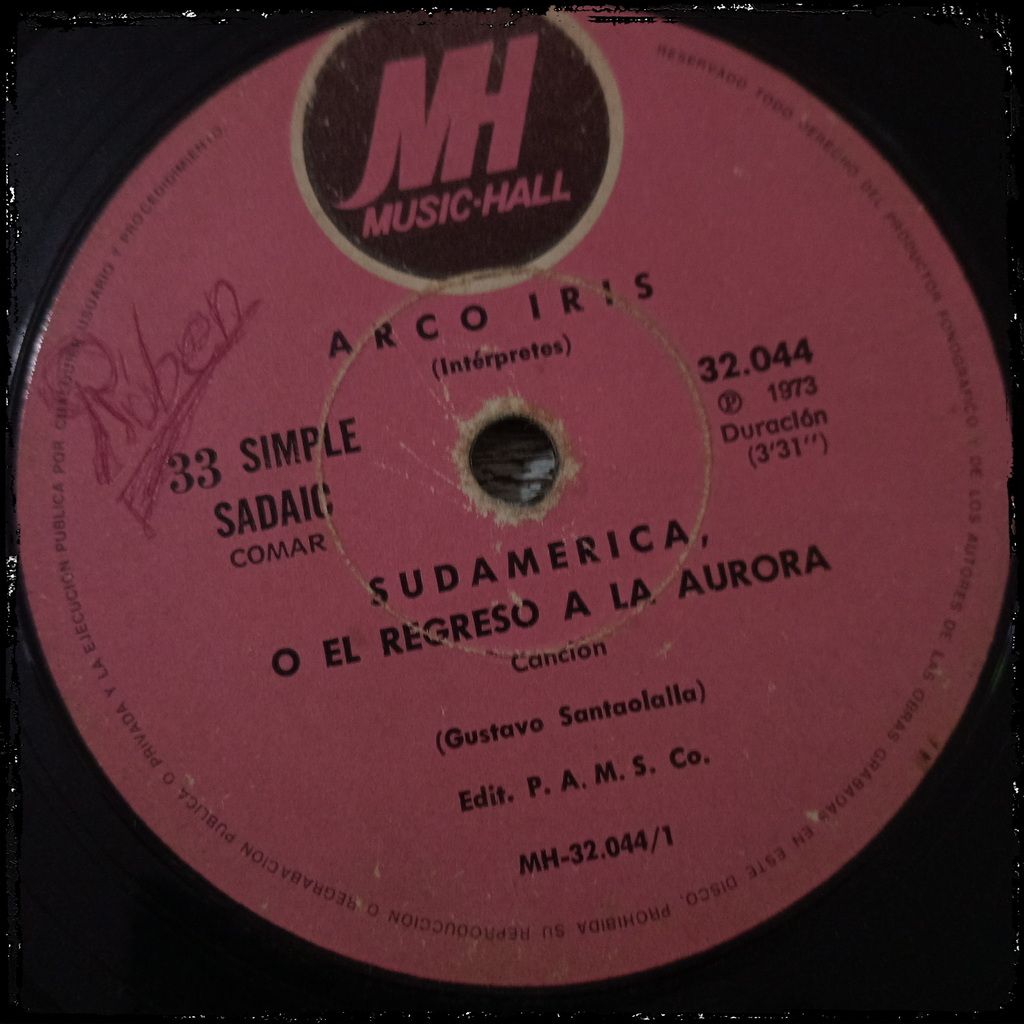 MH
MUSIC·HALL
ARCO IRIS
(Intérpretes)
32.044
℗ 1973
Duración
(3'31'')
Ruben
33 SIMPLE
SADAIC
COMAR
SUDAMERICA,
O EL REGRESO A LA AURORA
Canción
(Gustavo Santaolalla)
Edit. P. A. M. S. Co.
MH-32.044/1
RESERVADO TODO DERECHO DEL PRODUCTOR FONOGRAFICO Y DE LOS AUTORES DE LAS OBRAS GRABADAS EN ESTE DISCO. PROHIBIDA SU REPRODUCCION O REGRABACION PUBLICA O PRIVADA Y LA EJECUCION PUBLICA POR CUALQUIER USUARIO Y PROCEDIDIMIENTO.